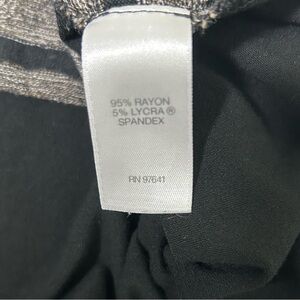 95% RAYON
5% LYCRA ®
SPANDEX
RN 97641